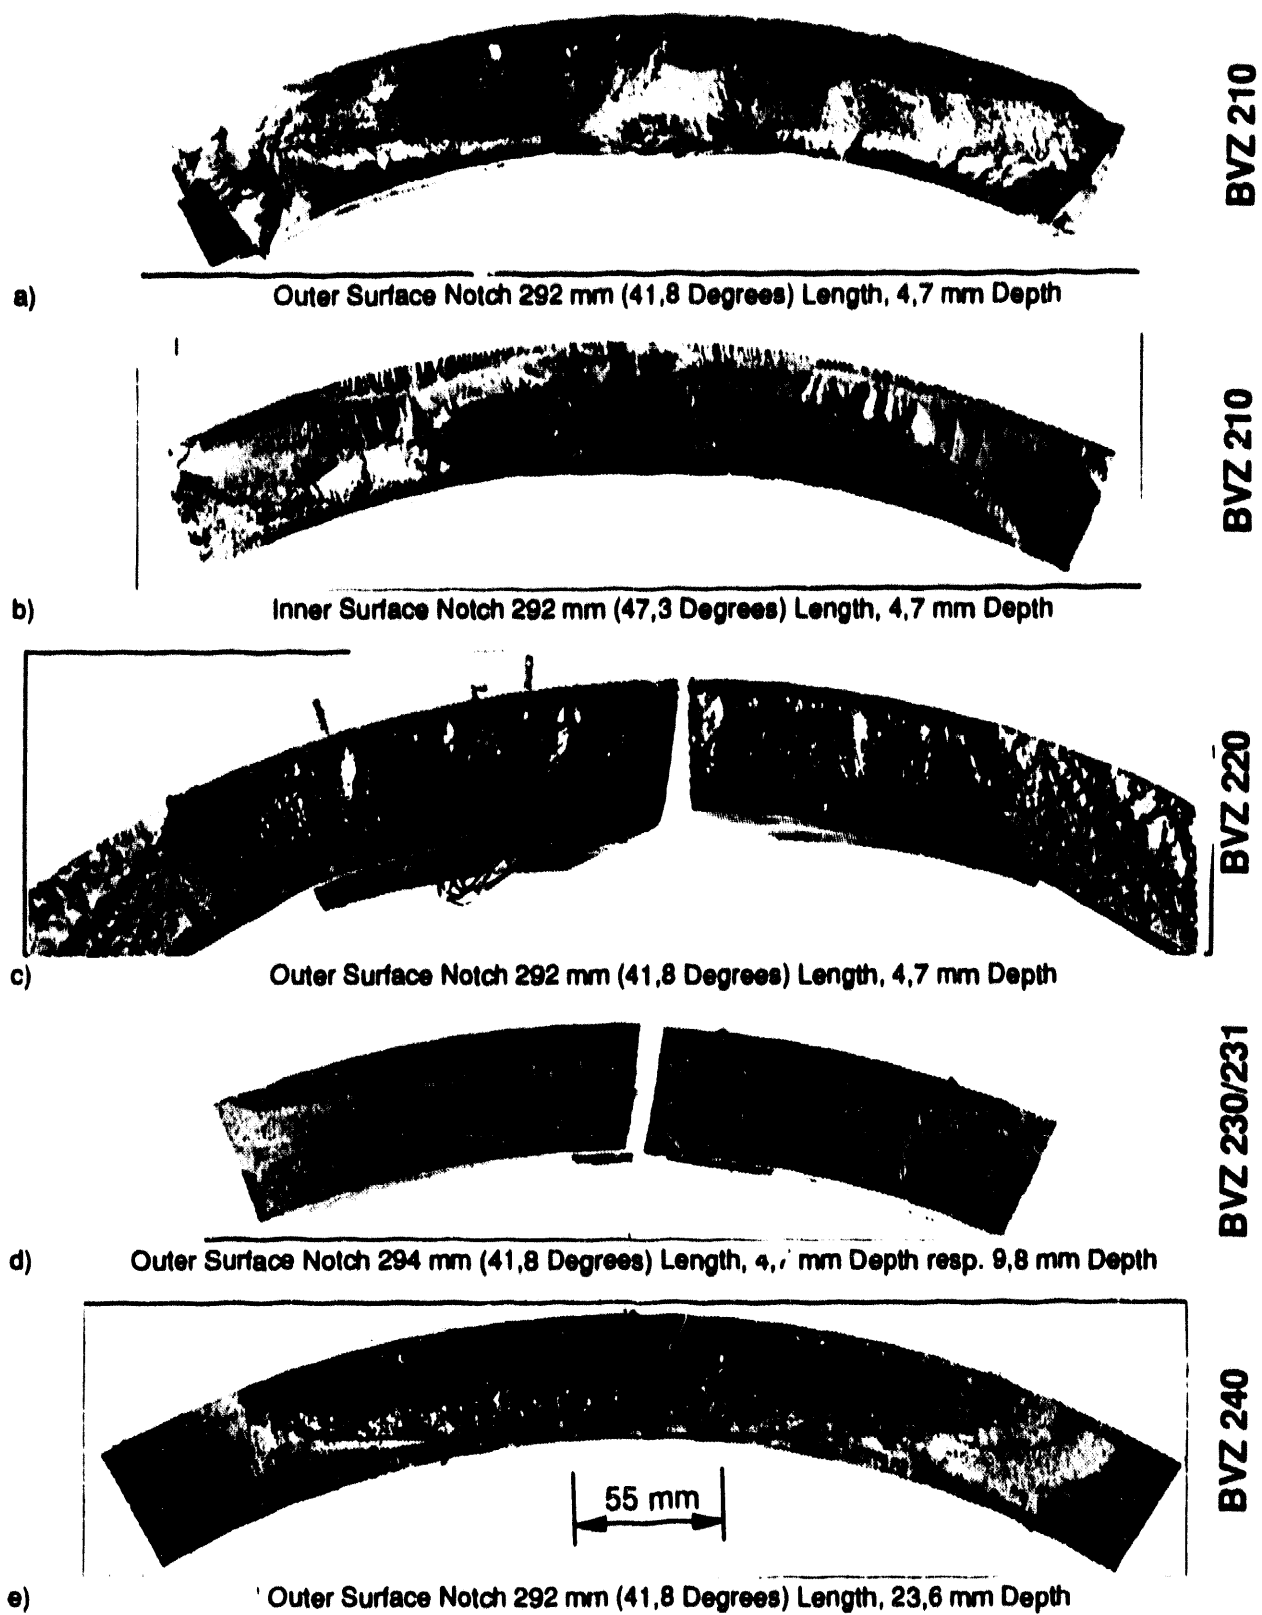 BVZ 210
a) Outer Surface Notch 292 mm (41,8 Degrees) Length, 4,7 mm Depth
BVZ 210
b) Inner Surface Notch 292 mm (47,3 Degrees) Length, 4,7 mm Depth
BVZ 220
c) Outer Surface Notch 292 mm (41,8 Degrees) Length, 4,7 mm Depth
BVZ 230/231
d) Outer Surface Notch 294 mm (41,8 Degrees) Length, mm Depth resp. 9,8 mm Depth
BVZ 240
55 mm
e) Outer Surface Notch 292 mm (41,8 Degrees) Length, 23,6 mm Depth